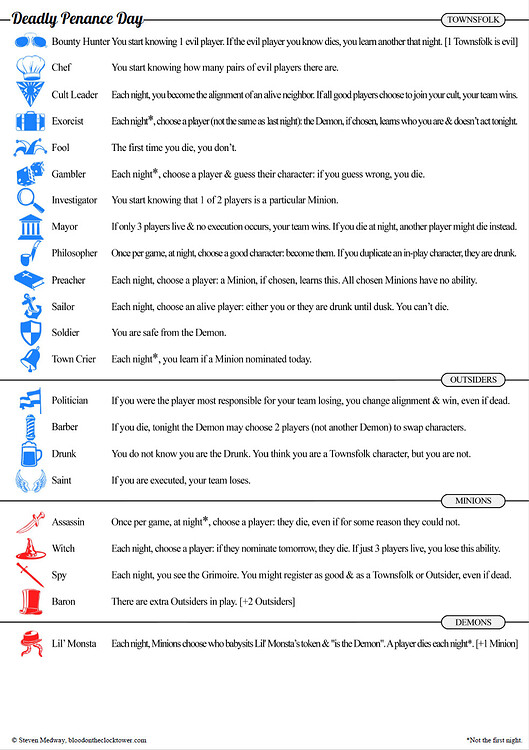 Deadly Penance Day
TOWNSFOLK
Bounty Hunter You start knowing 1 evil player. If the evil player you know dies, you learn another that night. [1 Townsfolk is evil]
Chef You start knowing how many pairs of evil players there are.
Cult Leader Each night, you become the alignment of an alive neighbor. If all good players choose to join your cult, your team wins.
Exorcist Each night*, choose a player (not the same as last night): the Demon, if chosen, learns who you are & doesn't act tonight.
Fool The first time you die, you don't.
Gambler Each night*, choose a player & guess their character: if you guess wrong, you die.
Investigator You start knowing that 1 of 2 players is a particular Minion.
Mayor If only 3 players live & no execution occurs, your team wins. If you die at night, another player might die instead.
Philosopher Once per game, at night, choose a good character: become them. If you duplicate an in-play character, they are drunk.
Preacher Each night, choose a player: a Minion, if chosen, learns this. All chosen Minions have no ability.
Sailor Each night, choose an alive player: either you or they are drunk until dusk. You can't die.
Soldier You are safe from the Demon.
Town Crier Each night*, you learn if a Minion nominated today.
OUTSIDERS
Politician If you were the player most responsible for your team losing, you change alignment & win, even if dead.
Barber If you die, tonight the Demon may choose 2 players (not another Demon) to swap characters.
Drunk You do not know you are the Drunk. You think you are a Townsfolk character, but you are not.
Saint If you are executed, your team loses.
MINIONS
Assassin Once per game, at night*, choose a player: they die, even if for some reason they could not.
Witch Each night, choose a player: if they nominate tomorrow, they die. If just 3 players live, you lose this ability.
Spy Each night, you see the Grimoire. You might register as good & as a Townsfolk or Outsider, even if dead.
Baron There are extra Outsiders in play. [+2 Outsiders]
DEMONS
Lil' Monsta Each night, Minions choose who babysits Lil' Monsta's token & "is the Demon". A player dies each night*. [+1 Minion]
© Steven Medway, bloodontheclocktower.com
*Not the first night.